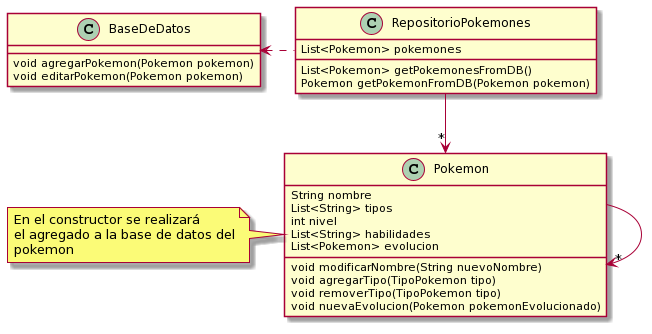 C BaseDeDatos
void agregarPokemon(Pokemon pokemon)
void editarPokemon(Pokemon pokemon)
C RepositorioPokemones
List<Pokemon> pokemones
List<Pokemon> getPokemonesFromDB()
Pokemon getPokemonFromDB(Pokemon pokemon)
*
C Pokemon
String nombre
List<String> tipos
int nivel
List<String> habilidades
List<Pokemon> evolucion
void modificarNombre(String nuevoNombre)
void agregarTipo(TipoPokemon tipo)
void removerTipo(TipoPokemon tipo)
void nuevaEvolucion(Pokemon pokemonEvolucionado)
*
En el constructor se realizará
el agregado a la base de datos del
pokemon